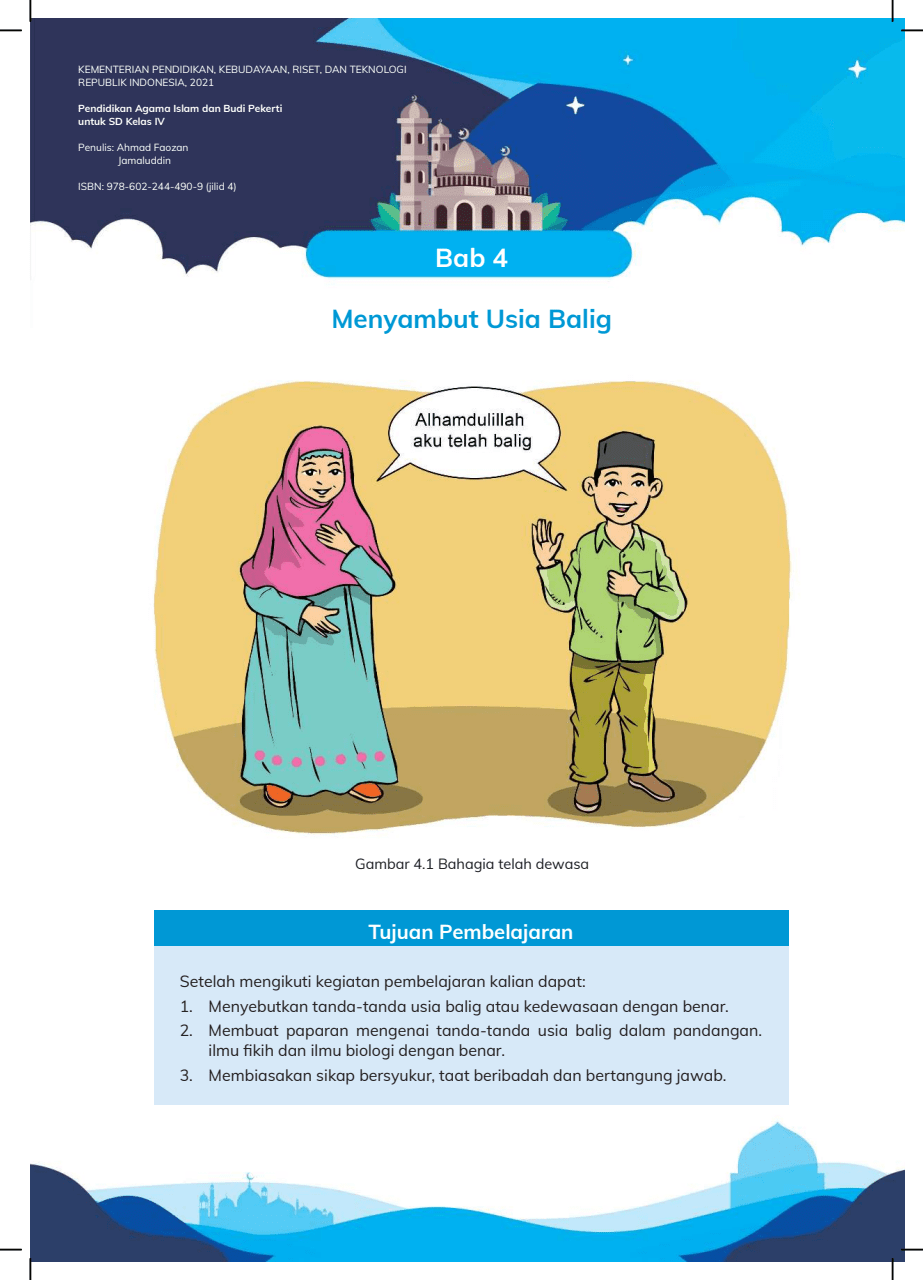 KEMENTERIAN PENDIDIKAN, KEBUDAYAAN, RISET, DAN TEKNOLOGI
REPUBLIK INDONESIA, 2021
Pendidikan Agama Islam dan Budi Pekerti
untuk SD Kelas IV
Penulis: Ahmad Faozan
Jamaluddin
ISBN: 978-602-244-490-9 (jilid 4)
Bab 4
Menyambut Usia Balig
Alhamdulillah
aku telah balig
Gambar 4.1 Bahagia telah dewasa
Tujuan Pembelajaran
Setelah mengikuti kegiatan pembelajaran kalian dapat:
1. Menyebutkan tanda-tanda usia balig atau kedewasaan dengan benar.
2. Membuat paparan mengenai tanda-tanda usia balig dalam pandangan.
ilmu fikih dan ilmu biologi dengan benar.
3. Membiasakan sikap bersyukur, taat beribadah dan bertangung jawab.